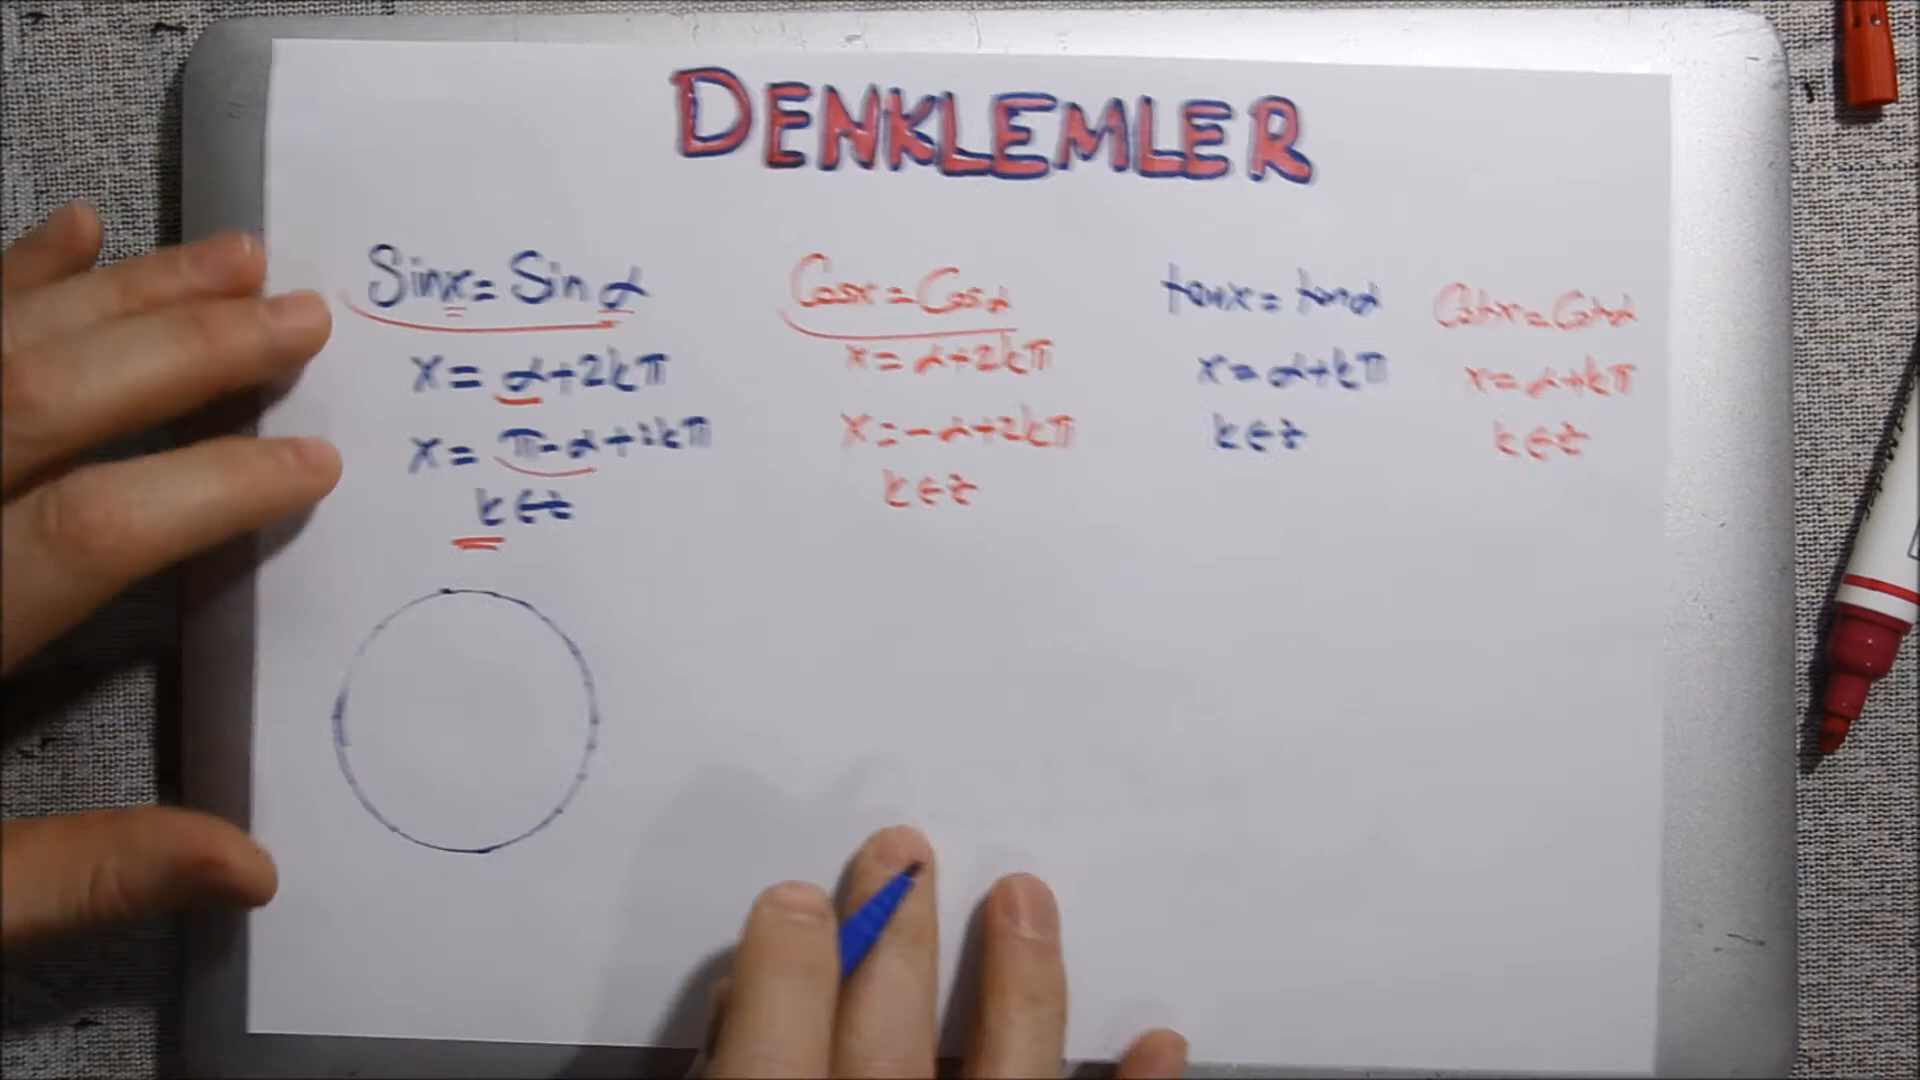 DENKLEMLER
Sinx = Sin α
x = α+2kπ
x = π-α+2kπ
k∈Z
Cosx = Cosα
x = α+2kπ
x = -α+2kπ
k∈Z
tanx = tanα
x = α+kπ
k∈Z
Cotx = Cotα
x = α+kπ
k∈Z